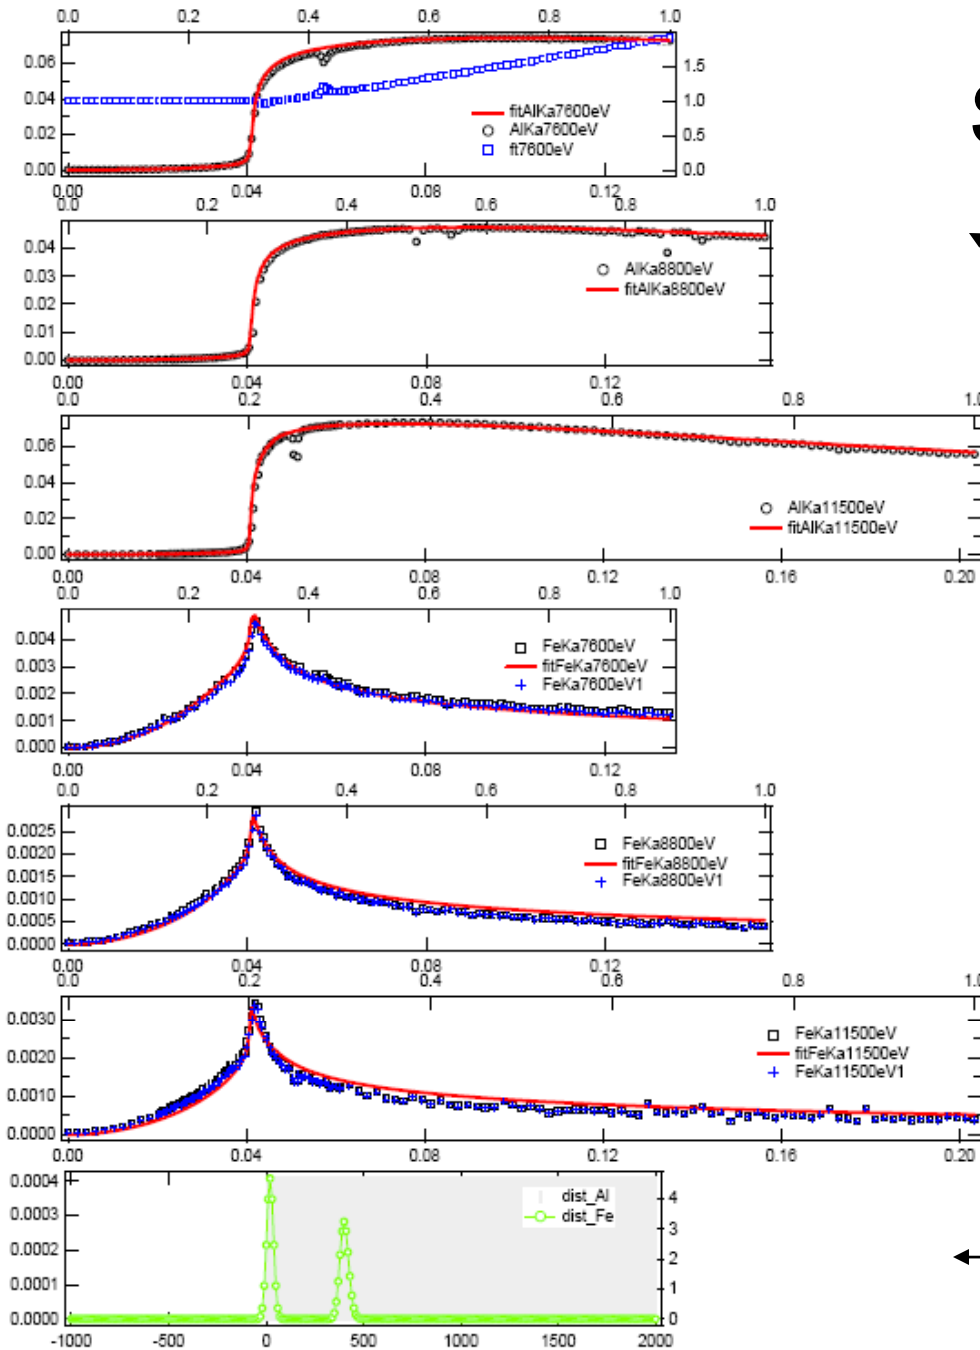 0.0 0.2 0.4 0.6 0.8 1.0
0.06 1.5
0.04 1.0
fitAlKa7600eV
0.02 AlKa7600eV 0.5
ft7600eV
0.00 0.0
0.00 0.04 0.08 0.12
0.0 0.2 0.4 0.6 0.8 1.0
0.04
0.03 AlKa8800eV
0.02 fitAlKa8800eV
0.01
0.00
0.00 0.04 0.08 0.12
0.0 0.2 0.4 0.6 0.8 1.0
0.06
0.04
0.02 AlKa11500eV
fitAlKa11500eV
0.00
0.00 0.04 0.08 0.12 0.16 0.20
0.0 0.2 0.4 0.6 0.8 1.0
0.004 FeKa7600eV
0.003 fitFeKa7600eV
0.002 FeKa7600eV1
0.001
0.000
0.00 0.04 0.08 0.12
0.0 0.2 0.4 0.6 0.8 1.0
0.0025
0.0020 FeKa8800eV
0.0015 fitFeKa8800eV
0.0010 FeKa8800eV1
0.0005
0.0000
0.00 0.04 0.08 0.12
0.0 0.2 0.4 0.6 0.8 1.0
0.0030 FeKa11500eV
0.0020 fitFeKa11500eV
0.0010 FeKa11500eV1
0.0000
0.00 0.04 0.08 0.12 0.16 0.20
0.0004 dist_Al 4
0.0003 dist_Fe 3
0.0002 2
0.0001 1
0.0000 0
-1000 -500 0 500 1000 1500 2000